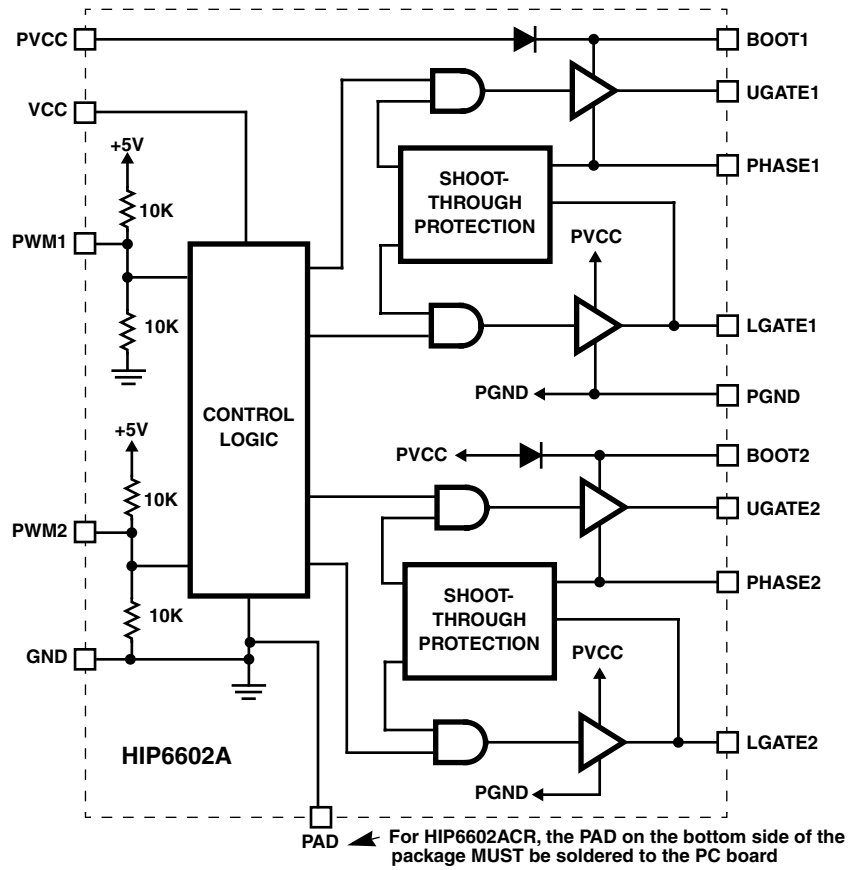 PVCC
BOOT1
UGATE1
VCC
+5V
10K
SHOOT-
THROUGH
PROTECTION
PHASE1
PWM1
PVCC
10K
LGATE1
PGND
PGND
CONTROL
LOGIC
+5V
PVCC
BOOT2
10K
UGATE2
PWM2
PHASE2
SHOOT-
THROUGH
PROTECTION
10K
GND
PVCC
HIP6602A
LGATE2
PGND
PAD
For HIP6602ACR, the PAD on the bottom side of the
package MUST be soldered to the PC board